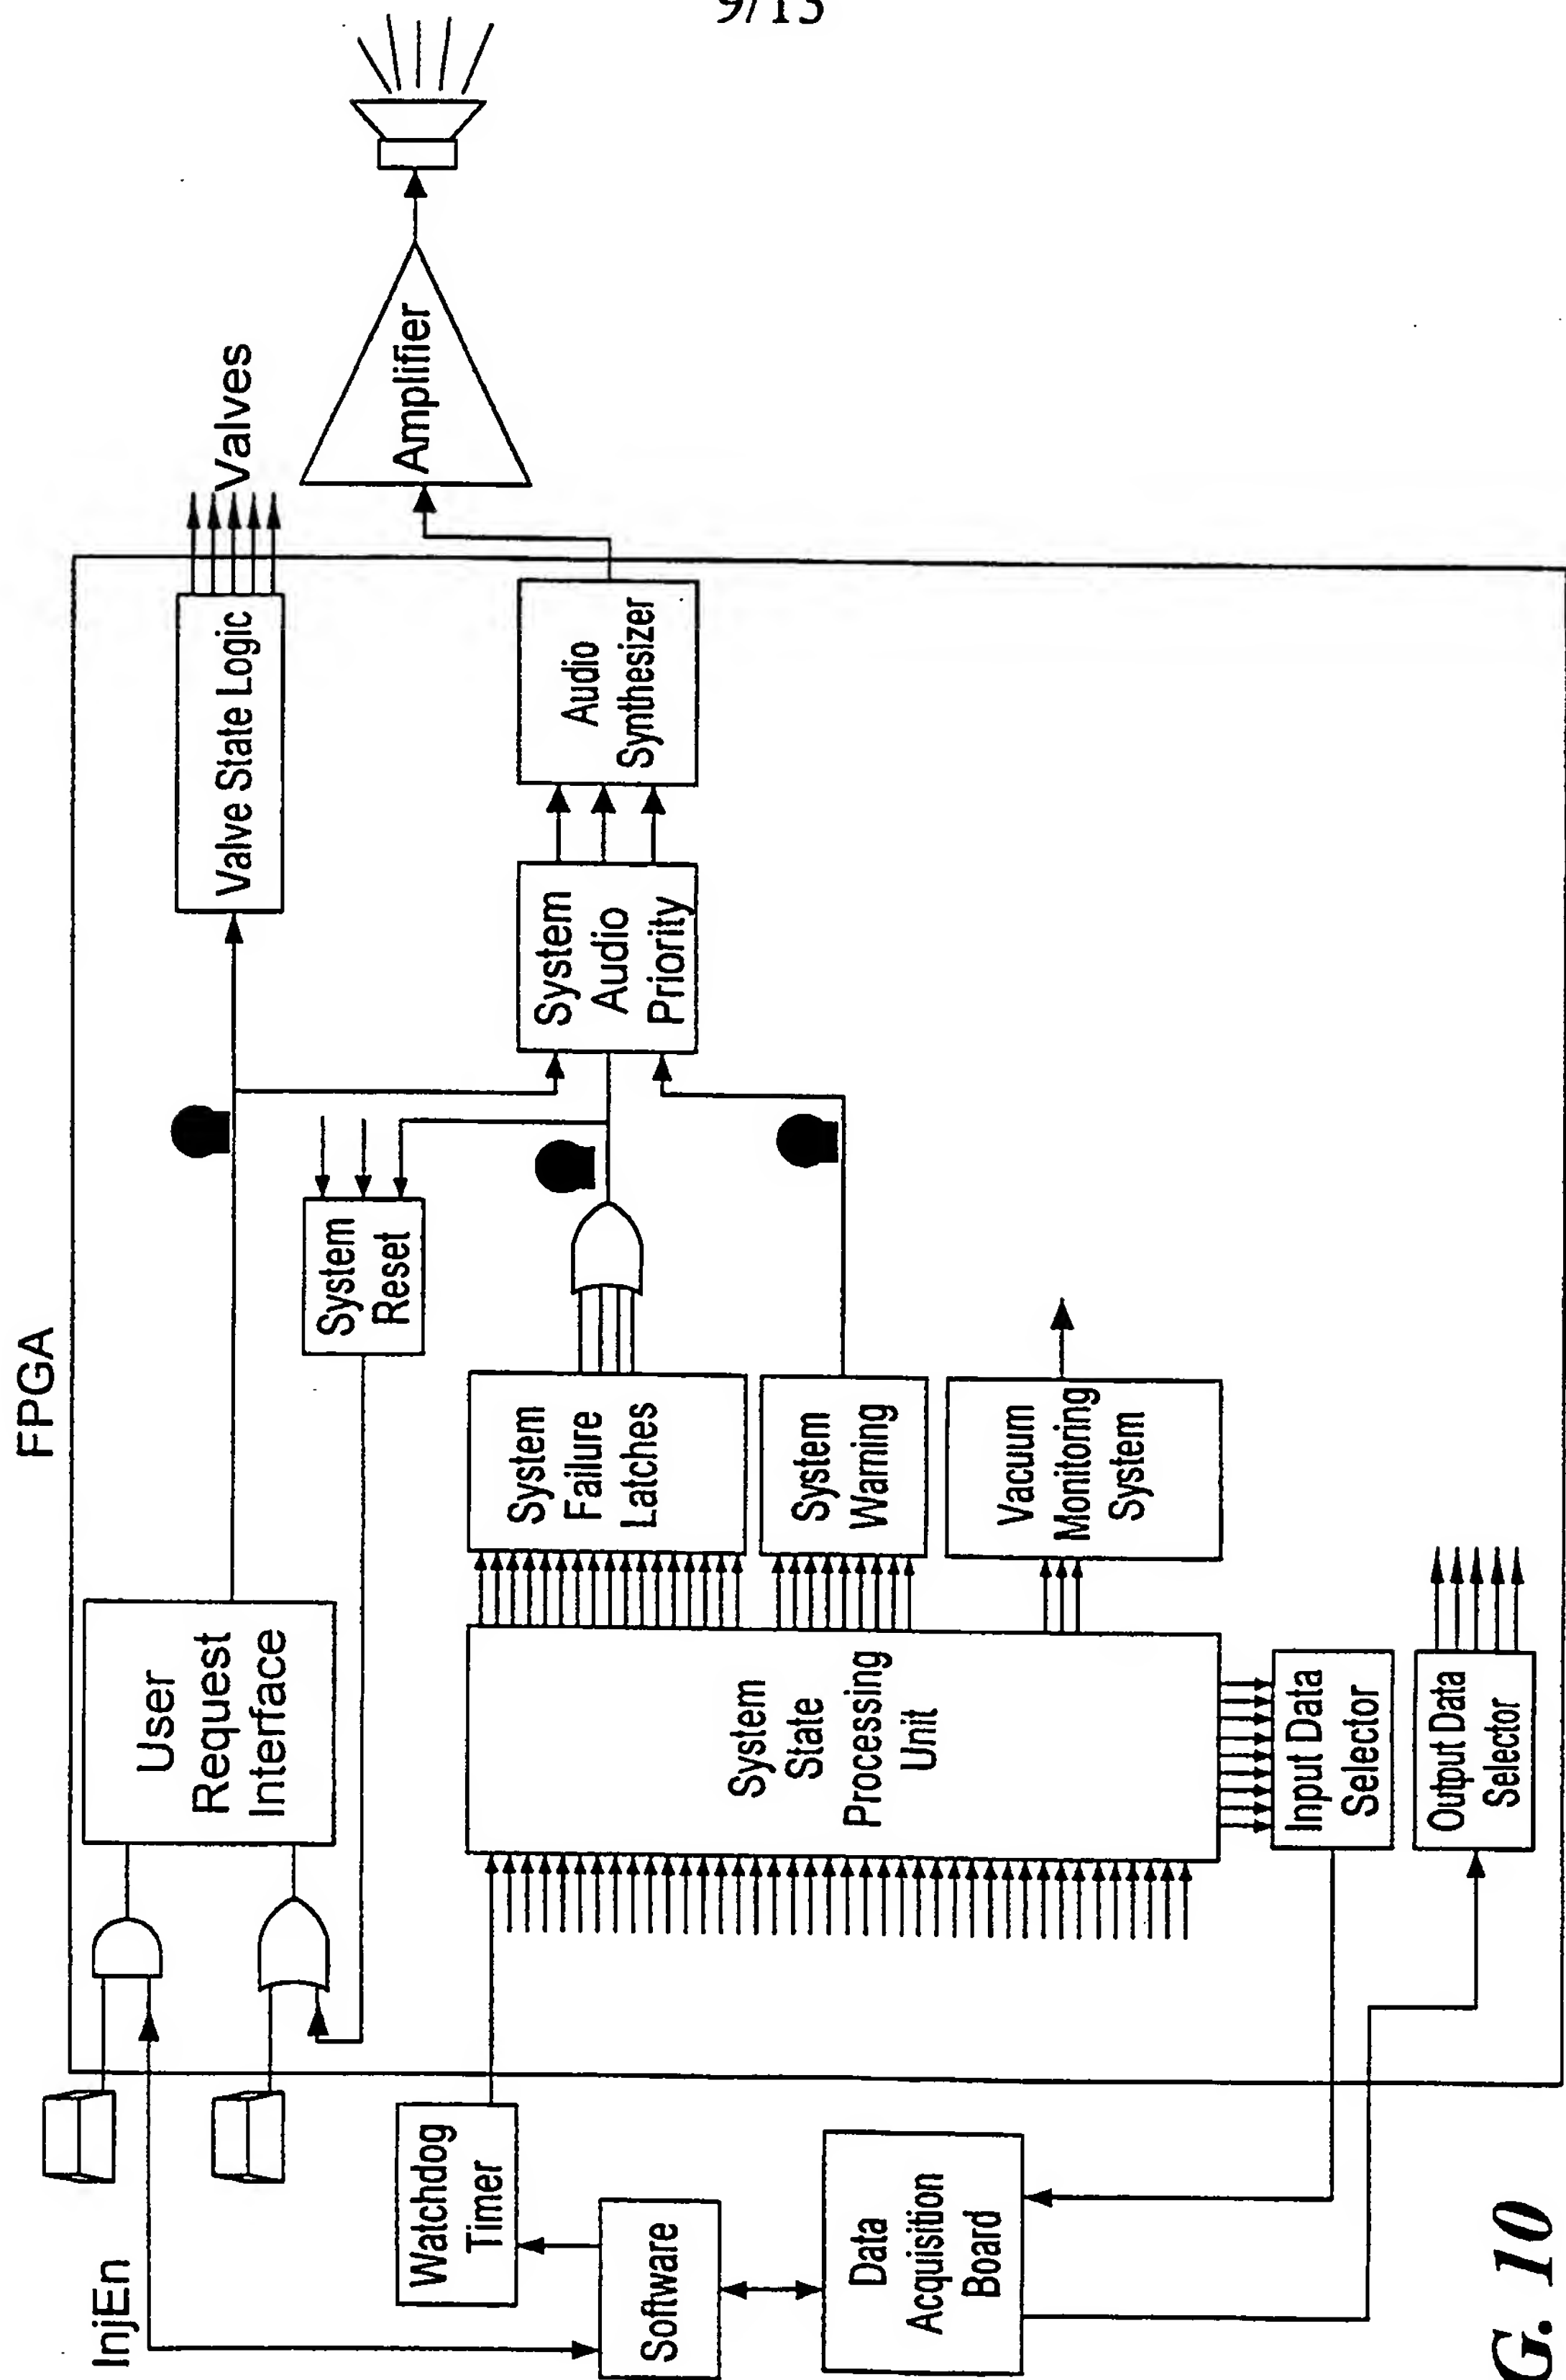 9/13
FPGA
InjEn
User
Request
Interface
Valve State Logic
Valves
System
Reset
Watchdog
Timer
Software
Data
Acquisition
Board
System
State
Processing
Unit
System
Failure
Latches
System
Warning
Vacuum
Monitoring
System
System
Audio
Priority
Audio
Synthesizer
Amplifier
Input Data
Selector
Output Data
Selector
G. 10